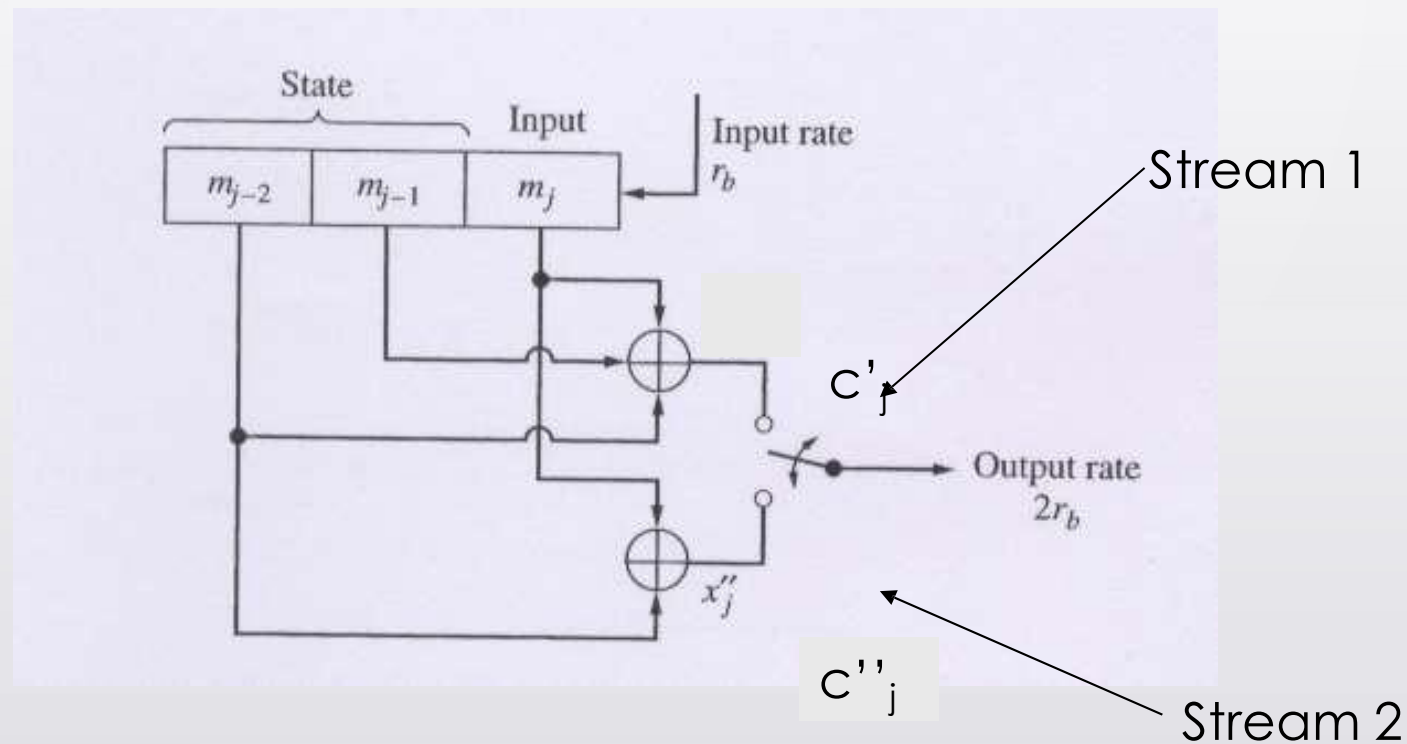 State
Input
Input rate
r_b
m_{j-2} m_{j-1} m_j
Stream 1
c'_j
Output rate
2r_b
x''_j
c''_j
Stream 2